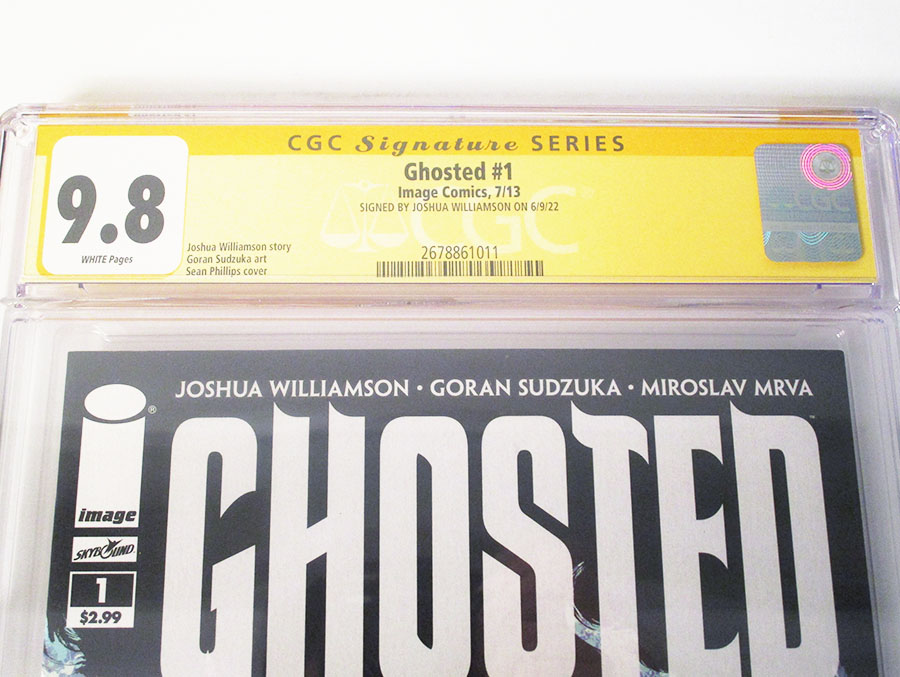 CGC Signature SERIES
Ghosted #1
Image Comics, 7/13
SIGNED BY JOSHUA WILLIAMSON ON 6/9/22
9.8
WHITE Pages
Joshua Williamson story
Goran Sudzuka art
Sean Phillips cover
CGC
2678861011
CGC
JOSHUA WILLIAMSON • GORAN SUDZUKA • MIROSLAV MRVA
GHOSTED
image
SKYBOUND
1
$2.99